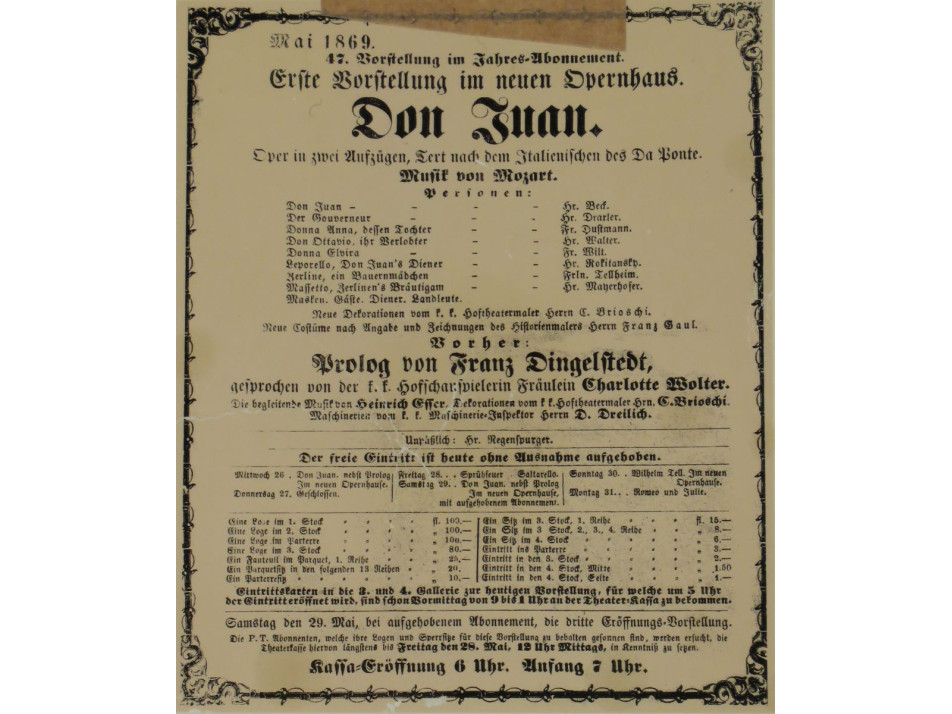 Mai 1869.
47. Vorstellung im Jahres-Abonnement.
Erste Vorstellung im neuen Opernhaus.
Don Juan.
Oper in zwei Aufzügen, Text nach dem Italienischen des Da Ponte.
Musik von Mozart.
Personen:
Don Juan – – – – Hr. Beck.
Der Gouverneur – – – Hr. Draxler.
Donna Anna, dessen Tochter – – Fr. Dustmann.
Don Ottavio, ihr Verlobter – – Hr. Walter.
Donna Elvira – – – Fr. Wilt.
Leporello, Don Juan's Diener – – Hr. Rokitansky.
Zerline, ein Bauernmädchen – – Frln. Tellheim.
Massetto, Zerlinen's Bräutigam – – Hr. Mayerhofer.
Masken. Gäste. Diener. Landleute.
Neue Dekorationen vom k. k. Hoftheatermaler Herrn C. Brioschi.
Neue Costüme nach Angabe und Zeichnungen des Historienmalers Herrn Franz Gaul.
Vorher:
Prolog von Franz Dingelstedt,
gesprochen von der k. k. Hofschauspielerin Fräulein Charlotte Wolter.
Die begleitende Musik von Heinrich Esser. Dekorationen vom k k. Hoftheatermaler Hrn. C. Brioschi.
Maschinerien vom k. k. Maschinerie-Inspektor Herrn D. Dreilich.
Unpäßlich: Hr. Regenspurger.
Der freie Eintritt ist heute ohne Ausnahme aufgehoben.
Mittwoch 26. Don Juan. nebst Prolog Freitag 28. . Sprühfeuer. Saltarello. Sonntag 30. . Wilhelm Tell. Im neuen
Im neuen Opernhause. Samstag 29. . Don Juan. nebst Prolog Opernhause.
Donnerstag 27. Geschlossen. Im neuen Opernhause. Montag 31. . Romeo und Julie.
mit aufgehobenem Abonnement.
Eine Loge im 1. Stock " " " " fl. 100.— Ein Sitz im 3. Stock, 1. Reihe " " " fl. 15.—
Eine Loge im 2. Stock " " " " " 100.— Ein Sitz im 3 Stock, 2., 3., 4. Reihe " " " " 8.—
Eine Loge im Parterre " " " " " 100.— Ein Sitz im 4. Stock " " " " " 6.—
Eine Loge im 3. Stock " " " " " 80.— Eintritt ins Parterre " " " " " 3.—
Ein Fauteuil im Parquet, 1. Reihe " " " " 25.— Eintritt in den 3. Stock " " " " " 2.—
Ein Parquetsitz in den folgenden 13 Reihen " " " 20. Eintritt in den 4. Stock, Mitte " " " " 1.50
Ein Parterresitz " " " " " " 10.— Eintritt in den 4. Stock, Seite " " " " 1.—
Eintrittskarten in die 3. und 4. Gallerie zur heutigen Vorstellung, für welche um 5 Uhr
der Eintritt eröffnet wird, sind schon Vormittag von 9 bis 1 Uhr an der Theater-Kassa zu bekommen.
Samstag den 29. Mai, bei aufgehobenem Abonnement, die dritte Eröffnungs-Vorstellung.
Die P. T. Abonnenten, welche ihre Logen und Sperrsitze für diese Vorstellung zu behalten gesonnen sind, werden ersucht, die
Theaterkasse hiervon längstens bis Freitag den 28. Mai, 12 Uhr Mittags, in Kenntniß zu setzen.
Kassa-Eröffnung 6 Uhr. Anfang 7 Uhr.